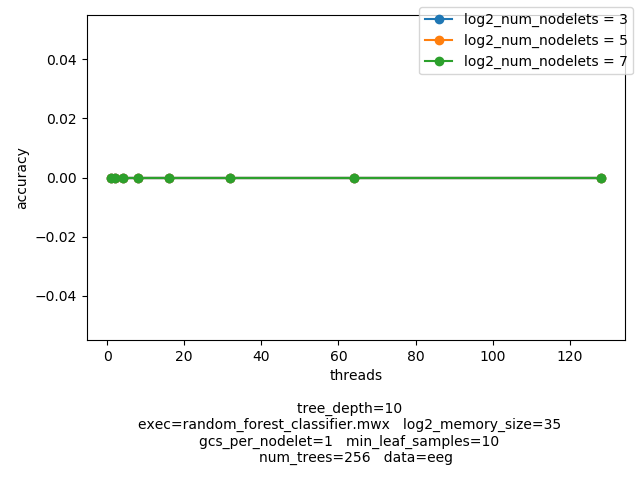 log2_num_nodelets = 3
log2_num_nodelets = 5
log2_num_nodelets = 7
0.04
0.02
0.00
−0.02
−0.04
accuracy
0 20 40 60 80 100 120
threads
tree_depth=10
exec=random_forest_classifier.mwx log2_memory_size=35
gcs_per_nodelet=1 min_leaf_samples=10
num_trees=256 data=eeg